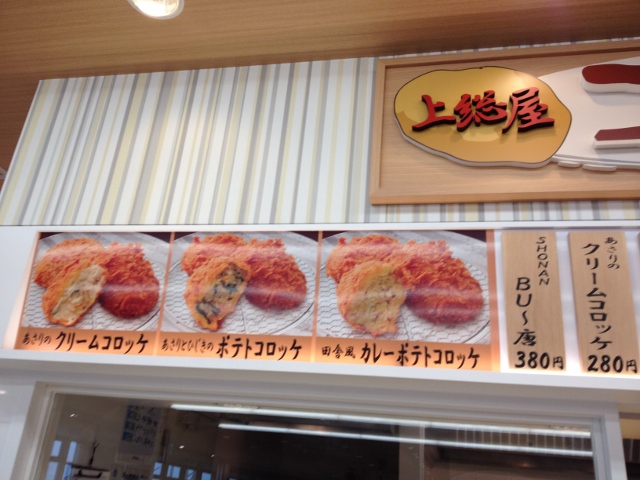 上総屋
あさりの クリームコロッケ
あさりとひじきの ポテトコロッケ
田舎風 カレーポテトコロッケ
SHONAN
BU〜唐
380円
あさりの
クリームコロッケ
280円